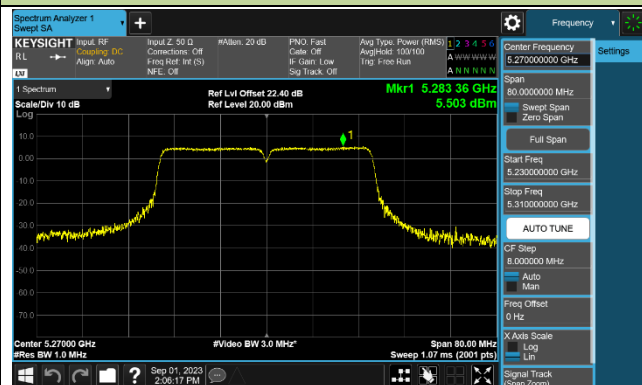 Spectrum Analyzer 1
Swept SA
Frequency
KEYSIGHT
RL
LXI
Input: RF
Coupling: DC
Align: Auto
Input Z: 50 Ω
Corrections: Off
Freq Ref: Int (S)
NFE: Off
#Atten: 20 dB
PNO: Fast
Gate: Off
IF Gain: Low
Sig Track: Off
Avg Type: Power (RMS)
Avg|Hold: 100/100
Trig: Free Run
1 2 3 4 5 6
A W W W W W
A N N N N N
1 Spectrum
Scale/Div 10 dB
Log
Ref Lvl Offset 22.40 dB
Ref Level 20.00 dBm
Mkr1 5.283 36 GHz
5.503 dBm
1
10.0
0.00
-10.0
-20.0
-30.0
-40.0
-50.0
-60.0
-70.0
Center 5.27000 GHz
#Res BW 1.0 MHz
#Video BW 3.0 MHz*
Span 80.00 MHz
Sweep 1.07 ms (2001 pts)
Center Frequency
5.270000000 GHz
Settings
Span
80.0000000 MHz
Swept Span
Zero Span
Full Span
Start Freq
5.230000000 GHz
Stop Freq
5.310000000 GHz
AUTO TUNE
CF Step
8.000000 MHz
Auto
Man
Freq Offset
0 Hz
X Axis Scale
Log
Lin
Signal Track
(Span Zoom)
Sep 01, 2023
2:06:17 PM